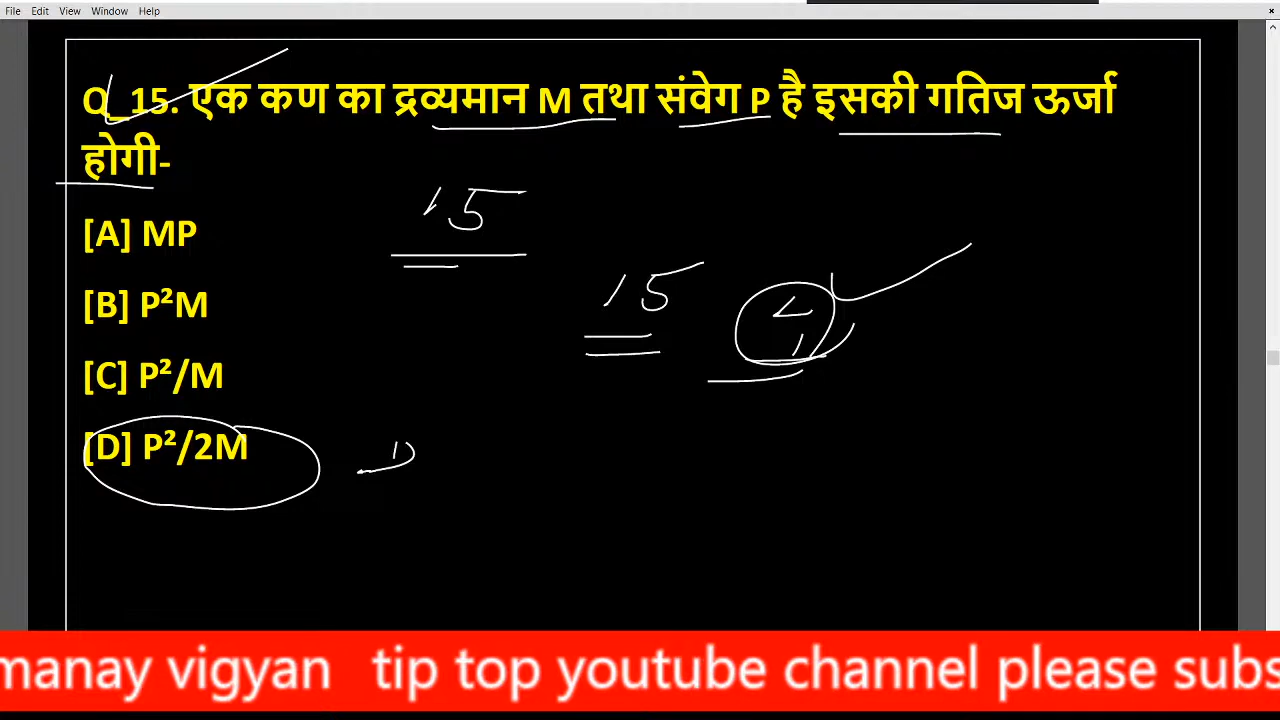 File Edit View Window Help
Q_15. एक कण का द्रव्यमान M तथा संवेग P है इसकी गतिज ऊर्जा
होगी-
15
[A] MP
15
[B] P²M
[C] P²/M
[D] P²/2M D
manay vigyan tip top youtube channel please subs